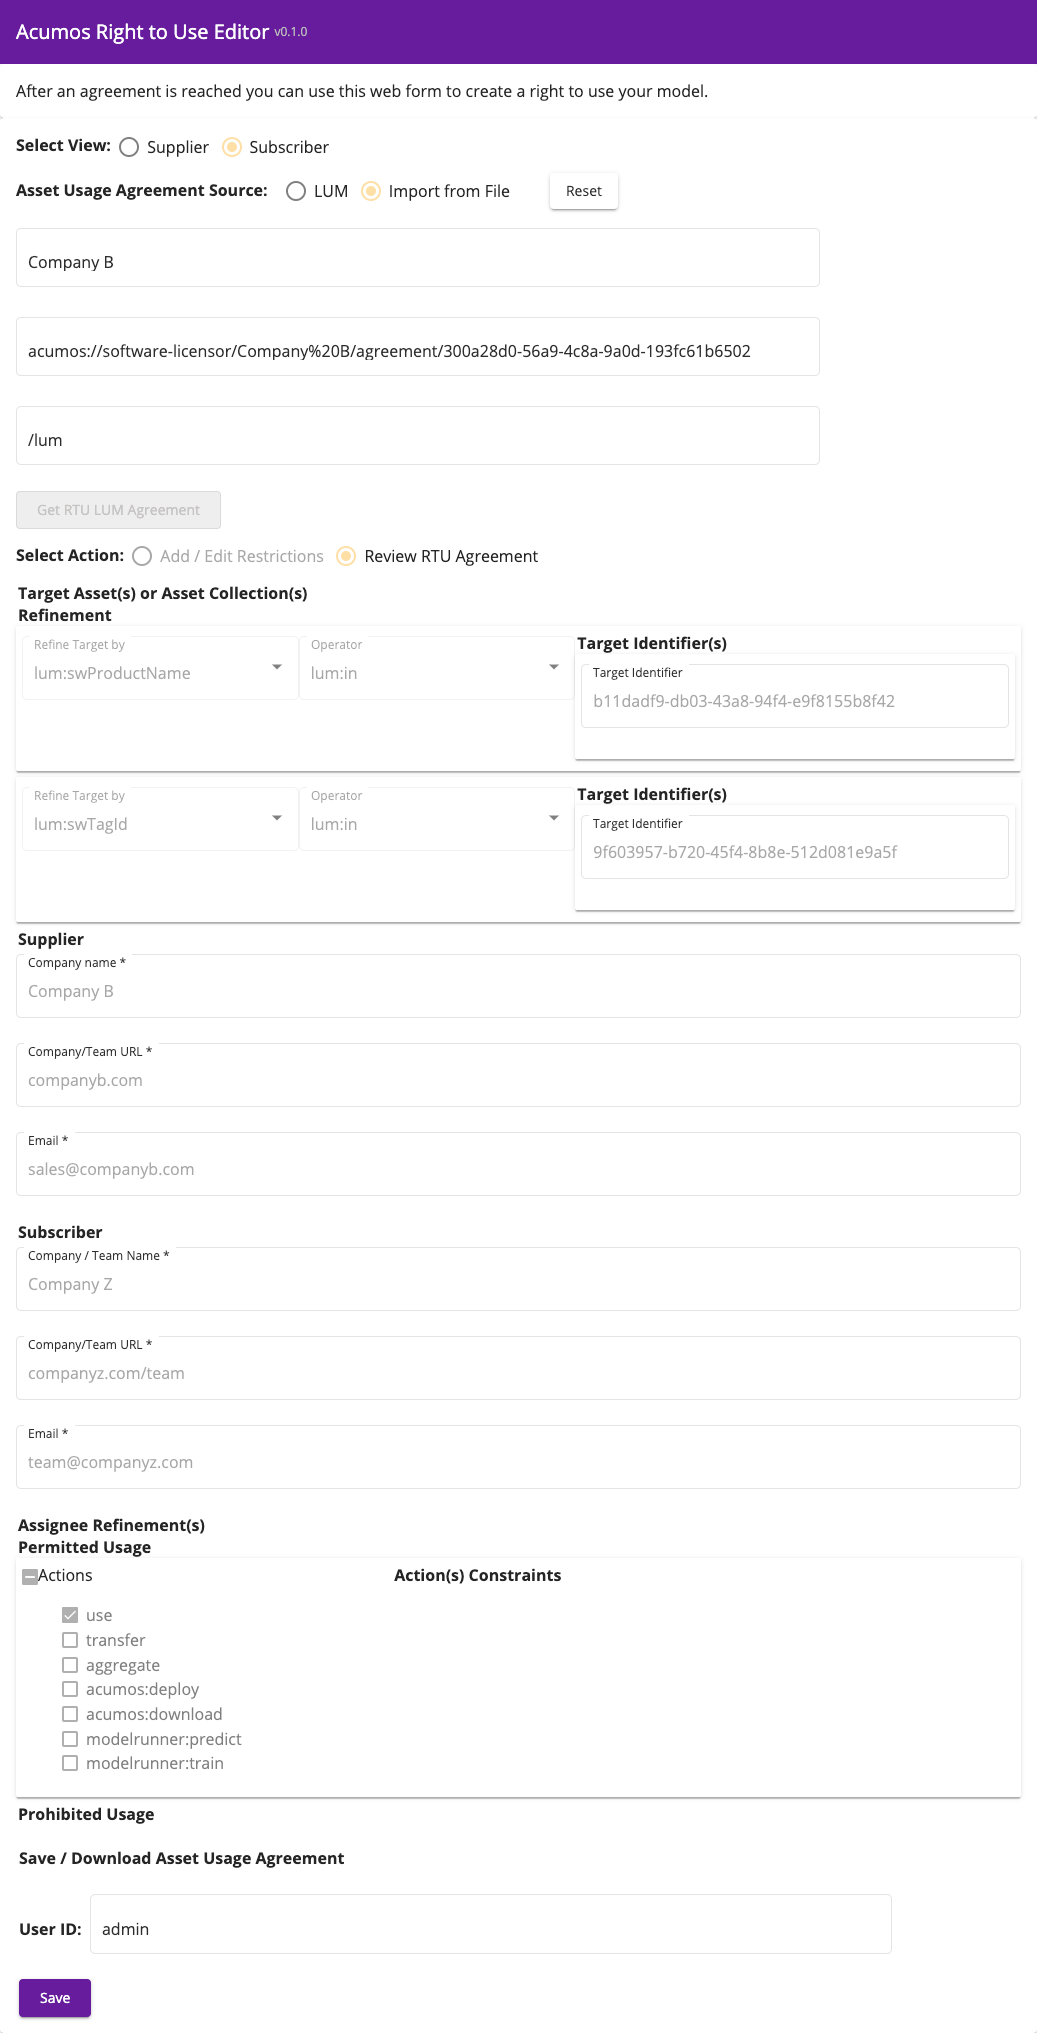 Acumos Right to Use Editor v0.1.0
After an agreement is reached you can use this web form to create a right to use your model.
Select View: Supplier Subscriber
Asset Usage Agreement Source: LUM Import from File Reset
Company B
acumos://software-licensor/Company%20B/agreement/300a28d0-56a9-4c8a-9a0d-193fc61b6502
/lum
Get RTU LUM Agreement
Select Action: Add / Edit Restrictions Review RTU Agreement
Target Asset(s) or Asset Collection(s)
Refinement
Refine Target by
lum:swProductName
Operator
lum:in
Target Identifier(s)
Target Identifier
b11dadf9-db03-43a8-94f4-e9f8155b8f42
Refine Target by
lum:swTagId
Operator
lum:in
Target Identifier(s)
Target Identifier
9f603957-b720-45f4-8b8e-512d081e9a5f
Supplier
Company name *
Company B
Company/Team URL *
companyb.com
Email *
sales@companyb.com
Subscriber
Company / Team Name *
Company Z
Company/Team URL *
companyz.com/team
Email *
team@companyz.com
Assignee Refinement(s)
Permitted Usage
Actions
Action(s) Constraints
use
transfer
aggregate
acumos:deploy
acumos:download
modelrunner:predict
modelrunner:train
Prohibited Usage
Save / Download Asset Usage Agreement
User ID: admin
Save